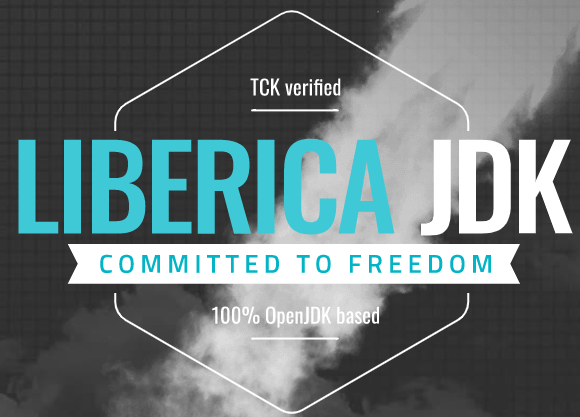 TCK verified
LIBERICA JDK
COMMITTED TO FREEDOM
100% OpenJDK based